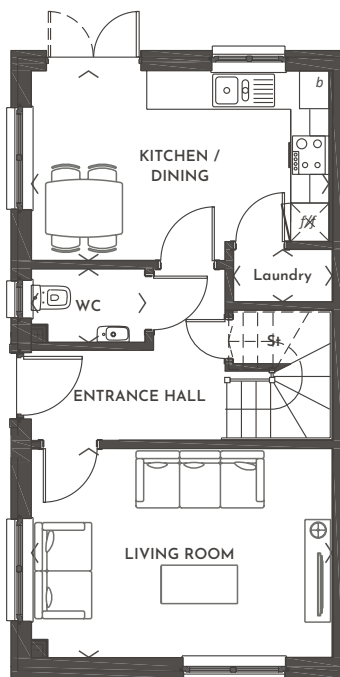 b
KITCHEN /
DINING
f/f
Laundry
WC
St
ENTRANCE HALL
LIVING ROOM